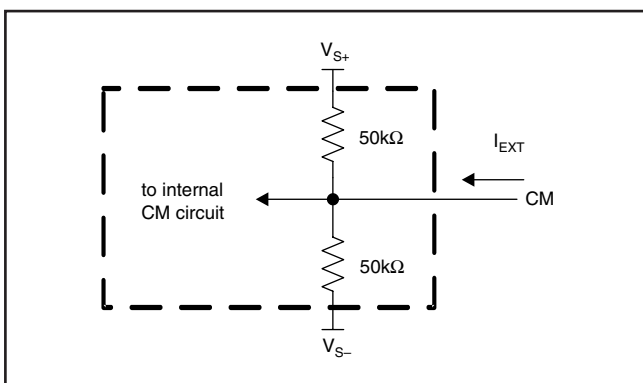 V_{S+}
50kΩ
I_{EXT}
to internal
CM circuit
CM
50kΩ
V_{S–}